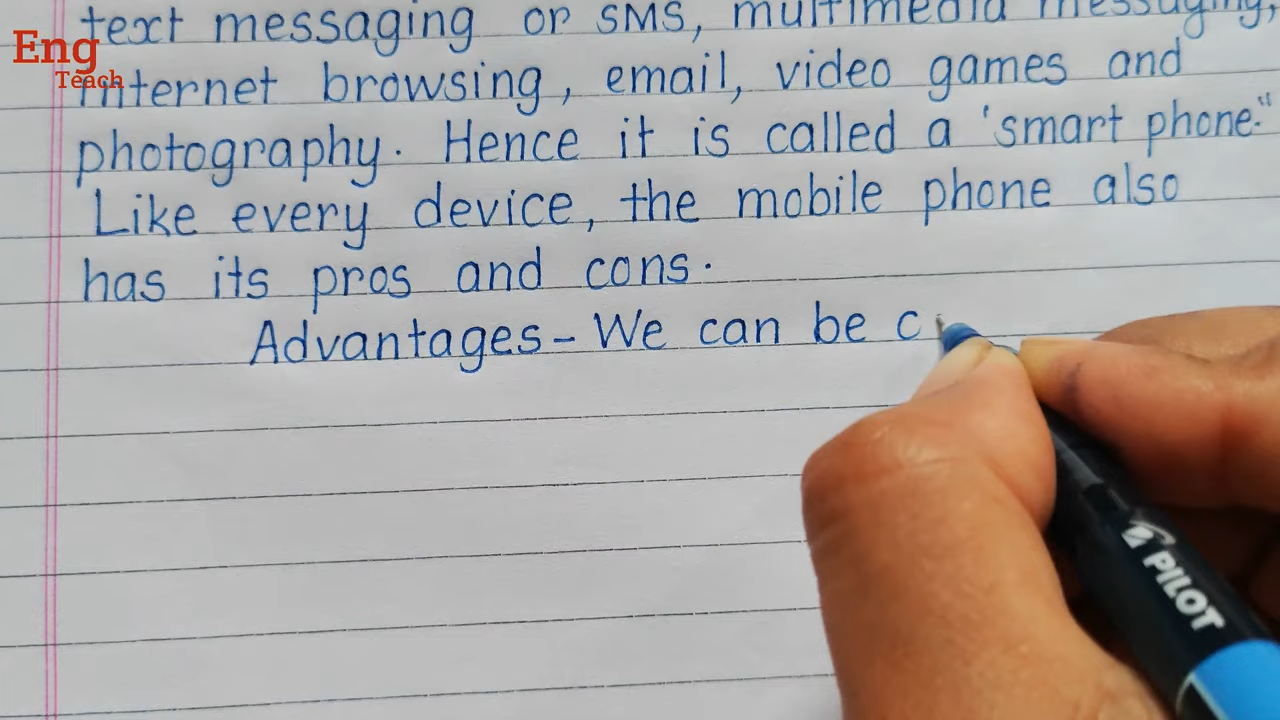 text messaging or SMS, multimedia messaging,
Eng
Teach
internet browsing, email, video games and
photography. Hence it is called a 'smart phone."
Like every device, the mobile phone also
has its pros and cons.
Advantages - We can be c
PILOT